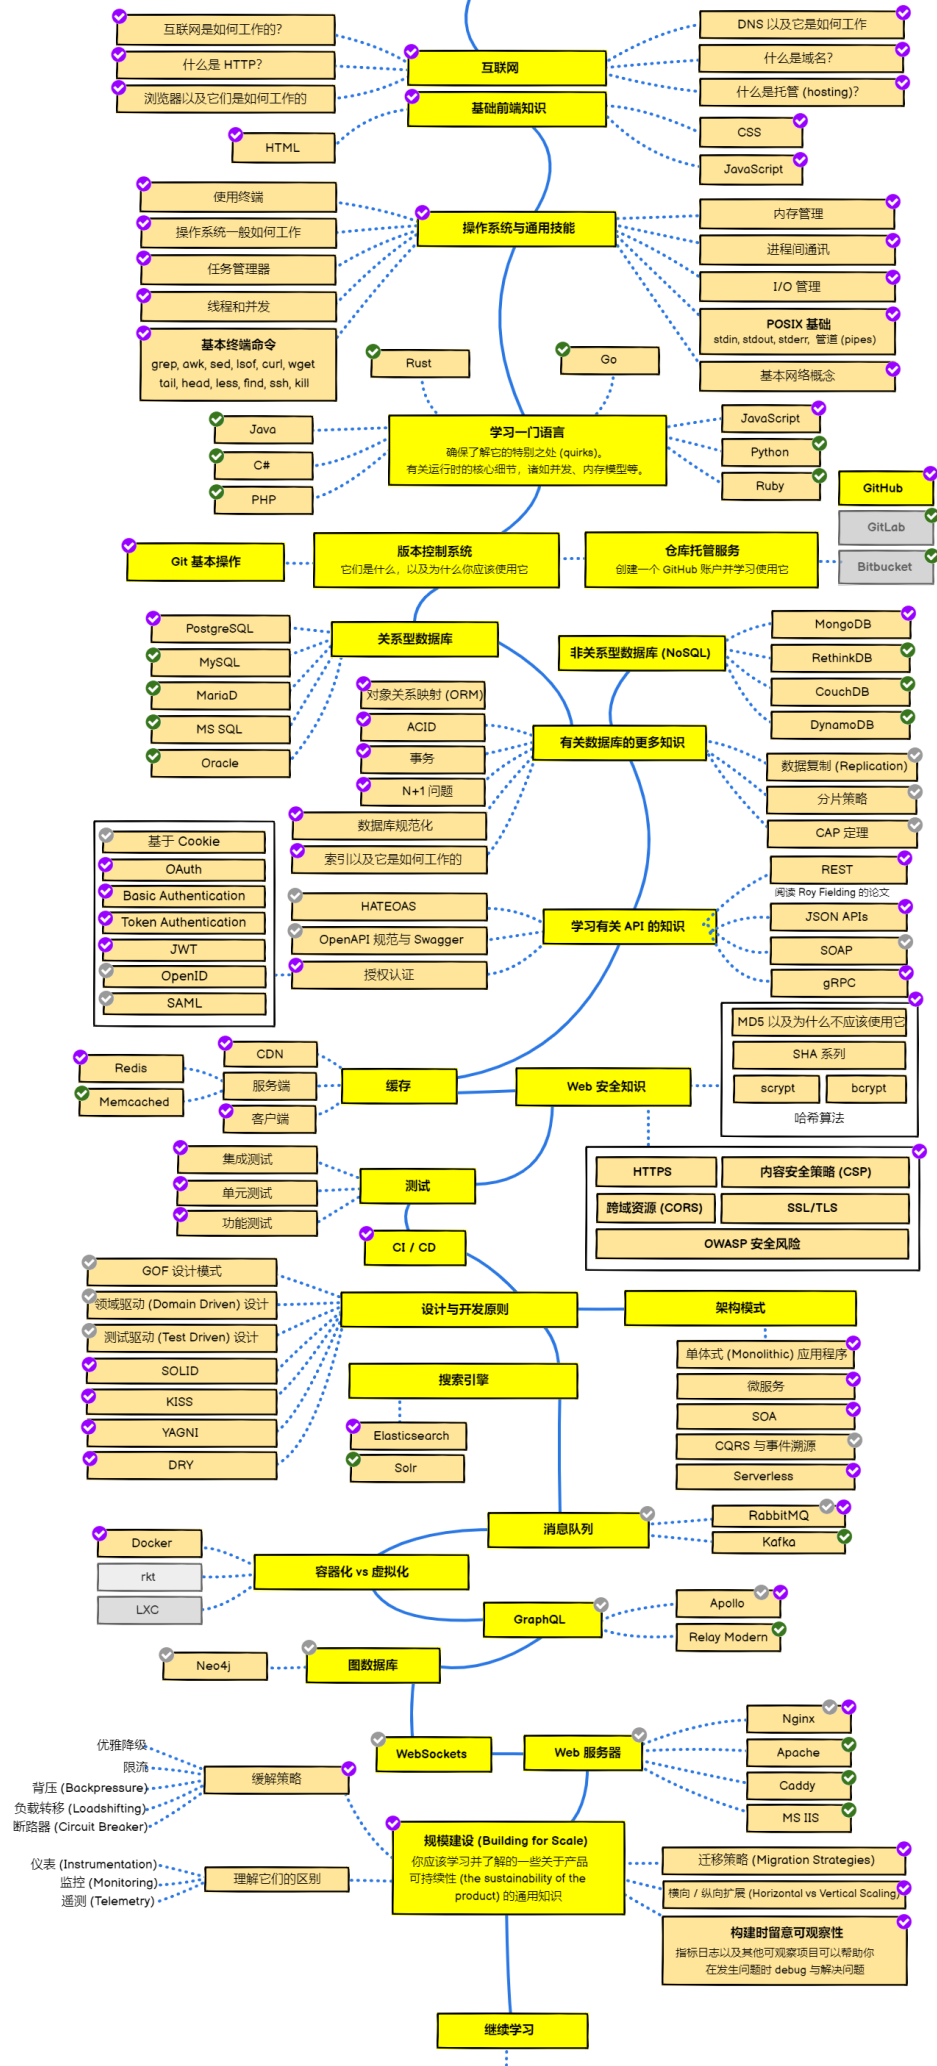 互联网是如何工作的?
什么是 HTTP?
浏览器以及它们是如何工作的
互联网
DNS 以及它是如何工作
什么是域名?
什么是托管 (hosting)?
基础前端知识
HTML
CSS
JavaScript
使用终端
操作系统一般如何工作
任务管理器
线程和并发
基本终端命令
grep, awk, sed, lsof, curl, wget
tail, head, less, find, ssh, kill
操作系统与通用技能
内存管理
进程间通讯
I/O 管理
POSIX 基础
stdin, stdout, stderr, 管道 (pipes)
基本网络概念
Rust
Go
Java
C#
PHP
学习一门语言
确保了解它的特别之处 (quirks)。
有关运行时的核心细节，诸如并发、内存模型等。
JavaScript
Python
Ruby
GitHub
GitLab
Bitbucket
Git 基本操作
版本控制系统
它们是什么，以及为什么你应该使用它
仓库托管服务
创建一个 GitHub 账户并学习使用它
PostgreSQL
MySQL
MariaD
MS SQL
Oracle
关系型数据库
非关系型数据库 (NoSQL)
MongoDB
RethinkDB
CouchDB
DynamoDB
对象关系映射 (ORM)
ACID
事务
N+1 问题
数据库规范化
索引以及它是如何工作的
有关数据库的更多知识
数据复制 (Replication)
分片策略
CAP 定理
基于 Cookie
OAuth
Basic Authentication
Token Authentication
JWT
OpenID
SAML
HATEOAS
OpenAPI 规范与 Swagger
授权认证
学习有关 API 的知识
REST
阅读 Roy Fielding 的论文
JSON APIs
SOAP
gRPC
Redis
Memcached
CDN
服务端
客户端
缓存
Web 安全知识
MD5 以及为什么不应该使用它
SHA 系列
scrypt
bcrypt
哈希算法
HTTPS
内容安全策略 (CSP)
跨域资源 (CORS)
SSL/TLS
OWASP 安全风险
集成测试
单元测试
功能测试
测试
CI / CD
GOF 设计模式
领域驱动 (Domain Driven) 设计
测试驱动 (Test Driven) 设计
SOLID
KISS
YAGNI
DRY
设计与开发原则
架构模式
单体式 (Monolithic) 应用程序
微服务
SOA
CQRS 与事件溯源
Serverless
搜索引擎
Elasticsearch
Solr
消息队列
RabbitMQ
Kafka
Docker
rkt
LXC
容器化 vs 虚拟化
GraphQL
Apollo
Relay Modern
Neo4j
图数据库
WebSockets
Web 服务器
Nginx
Apache
Caddy
MS IIS
优雅降级
限流
背压 (Backpressure)
负载转移 (Loadshifting)
断路器 (Circuit Breaker)
缓解策略
仪表 (Instrumentation)
监控 (Monitoring)
遥测 (Telemetry)
理解它们的区别
规模建设 (Building for Scale)
你应该学习并了解的一些关于产品
可持续性 (the sustainability of the
product) 的通用知识
迁移策略 (Migration Strategies)
横向 / 纵向扩展 (Horizontal vs Vertical Scaling)
构建时留意可观察性
指标日志以及其他可观察项目可以帮助你
在发生问题时 debug 与解决问题
继续学习